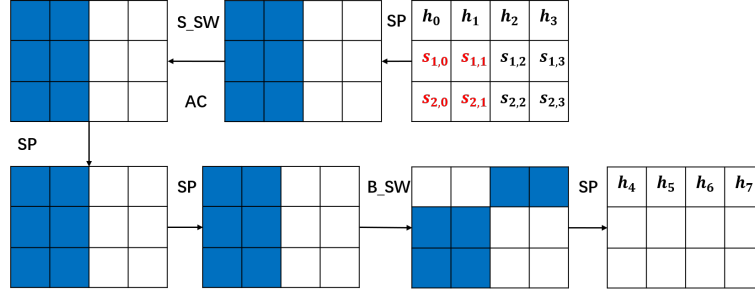 S_SW SP h₀ h₁ h₂ h₃
s₁,₀ s₁,₁ s₁,₂ s₁,₃
AC s₂,₀ s₂,₁ s₂,₂ s₂,₃
SP
SP B_SW SP h₄ h₅ h₆ h₇